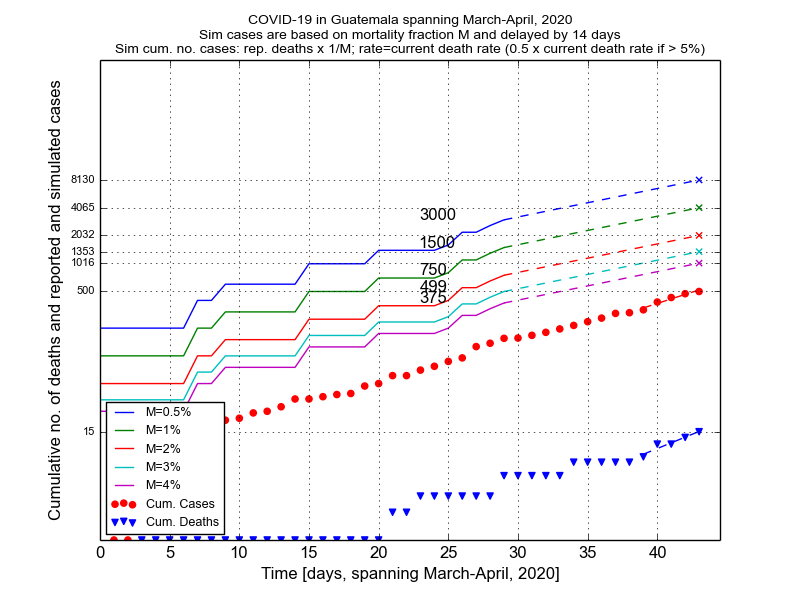 COVID-19 in Guatemala spanning March-April, 2020
Sim cases are based on mortality fraction M and delayed by 14 days
Sim cum. no. cases: rep. deaths x 1/M; rate=current death rate (0.5 x current death rate if > 5%)
Cumulative no. of deaths and reported and simulated cases
8130
4065
2032
1353
1016
500
15
3000
1500
750
499
375
M=0.5%
M=1%
M=2%
M=3%
M=4%
Cum. Cases
Cum. Deaths
0 5 10 15 20 25 30 35 40
Time [days, spanning March-April, 2020]